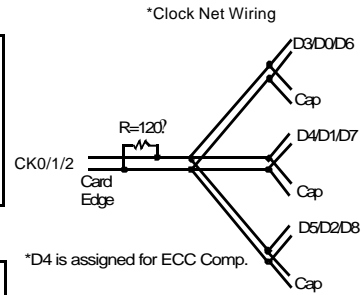 *Clock Net Wiring
D3/D0/D6
Cap
R=120?
D4/D1/D7
CK0/1/2
Card
Edge
Cap
D5/D2/D8
*D4 is assigned for ECC Comp.
Cap